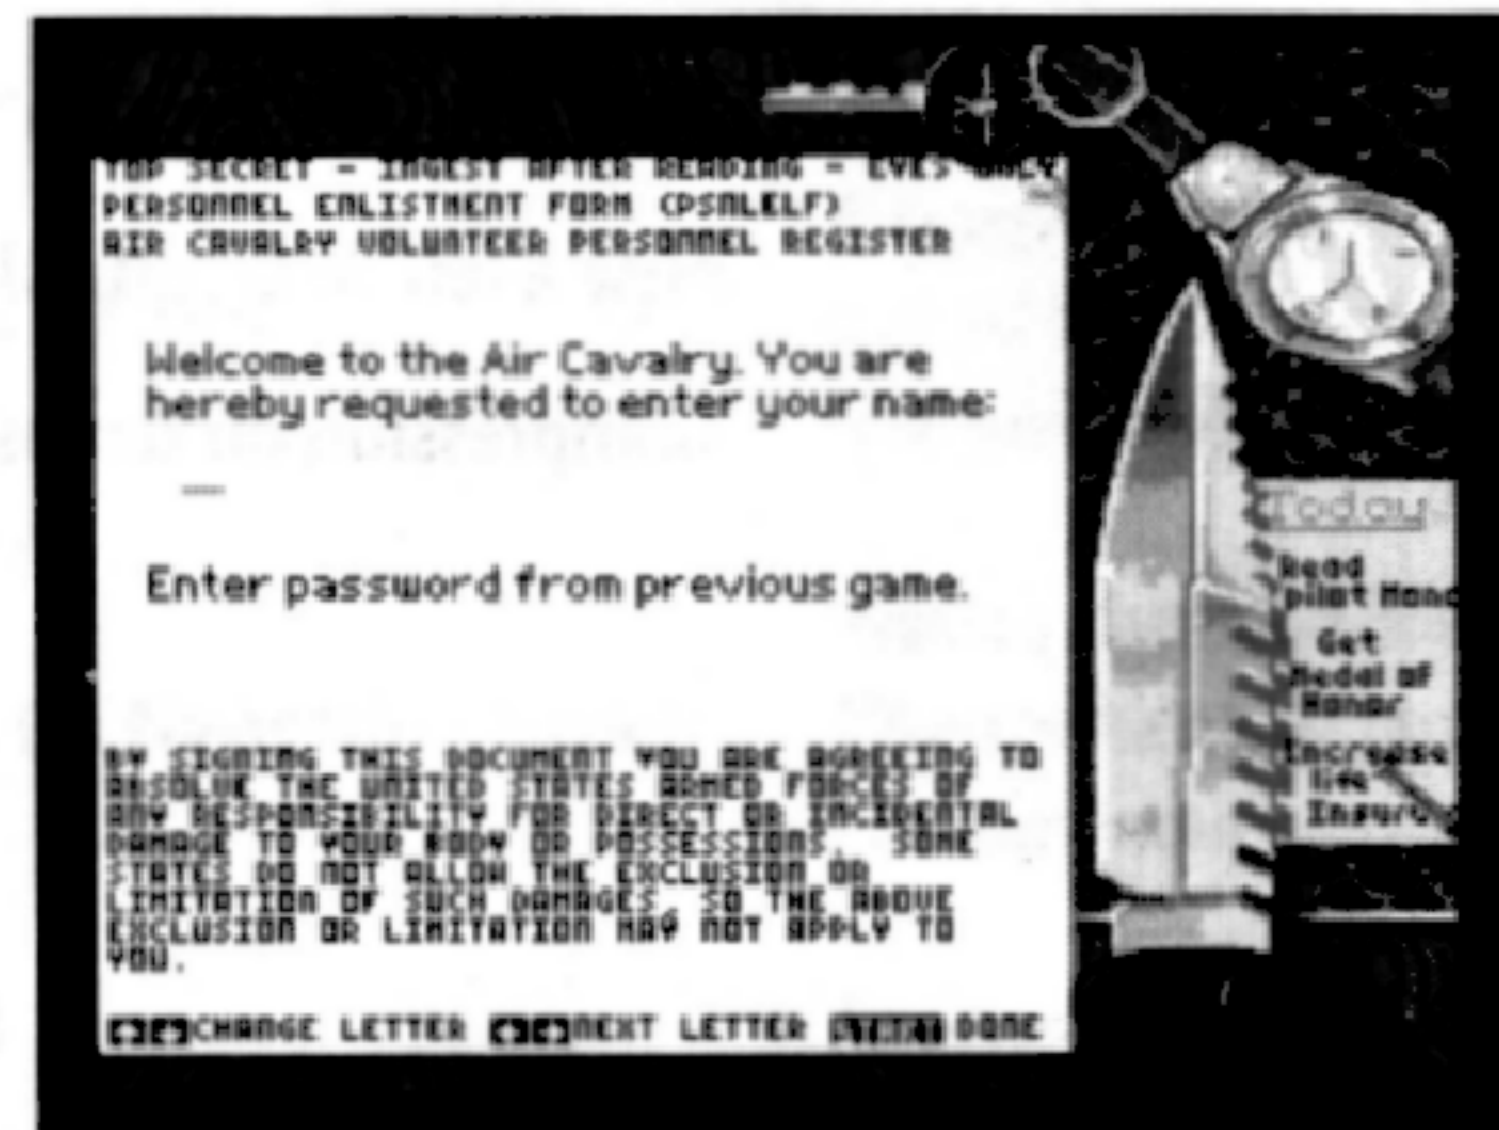 TOP SECRET - INGEST AFTER READING - EYES ONLY
PERSONNEL ENLISTMENT FORM (PSNLELF)
AIR CAVALRY VOLUNTEER PERSONNEL REGISTER
Welcome to the Air Cavalry. You are
hereby requested to enter your name:
Enter password from previous game.
BY SIGNING THIS DOCUMENT YOU ARE AGREEING TO
ABSOLVE THE UNITED STATES ARMED FORCES OF
ANY RESPONSIBILITY FOR DIRECT OR INCIDENTAL
DAMAGE TO YOUR BODY OR POSSESSIONS. SOME
STATES DO NOT ALLOW THE EXCLUSION OR
LIMITATION OF SUCH DAMAGES, SO THE ABOVE
EXCLUSION OR LIMITATION MAY NOT APPLY TO
YOU.
CHANGE LETTER NEXT LETTER START DONE
Today
Read
pilot
Get
Medal of
Honor
Increase
life